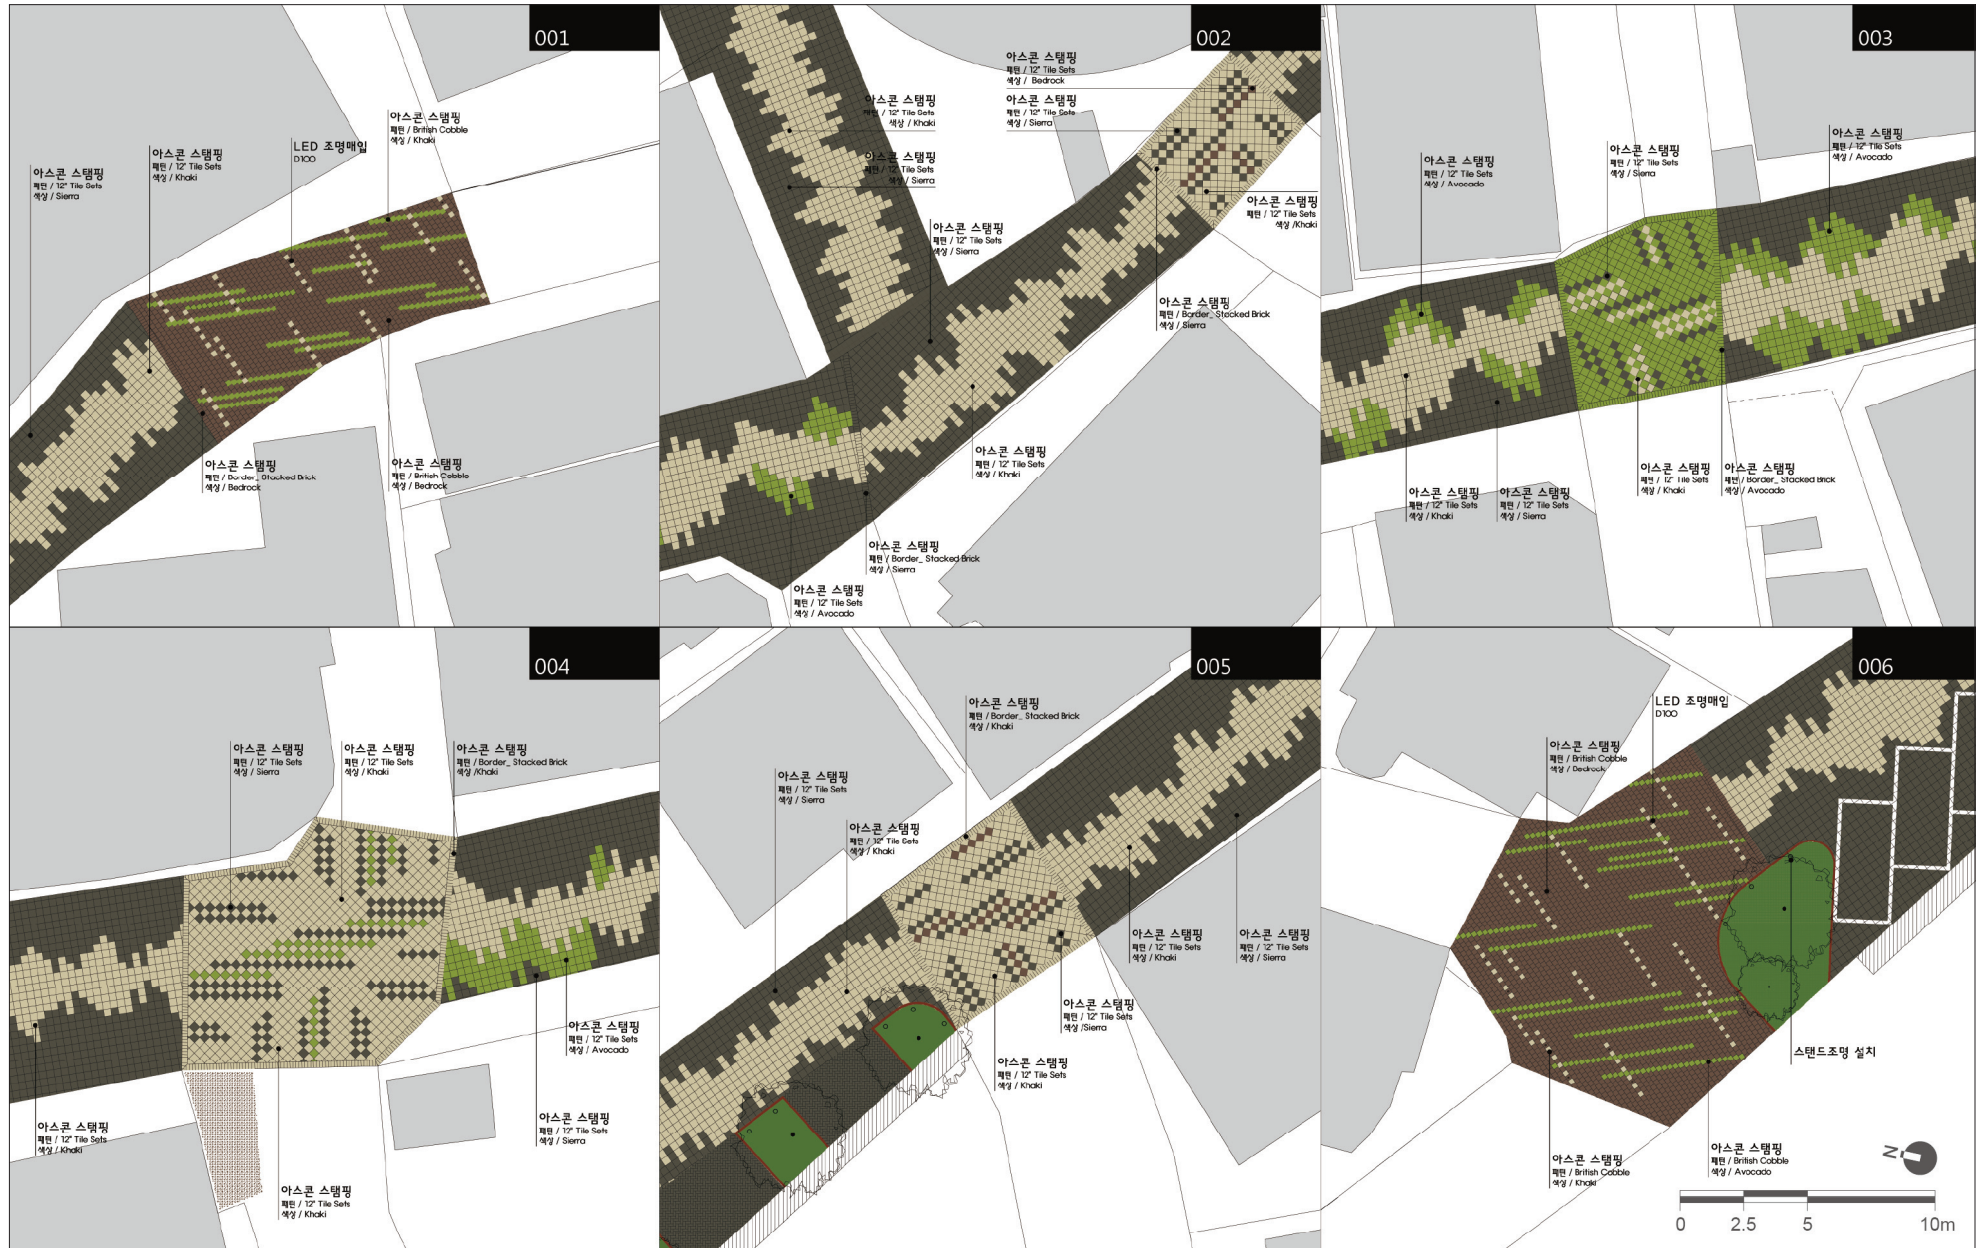 001
아스콘 스탬핑
패턴 / 12" Tile Sets
색상 / Sierra
아스콘 스탬핑
패턴 / 12" Tile Sets
색상 / Khaki
LED 조명매입
D100
아스콘 스탬핑
패턴 / British Cobble
색상 / Khaki
아스콘 스탬핑
패턴 / Border_ Stacked Brick
색상 / Bedrock
아스콘 스탬핑
패턴 / British Cobble
색상 / Bedrock
002
아스콘 스탬핑
패턴 / 12" Tile Sets
색상 / Bedrock
아스콘 스탬핑
패턴 / 12" Tile Sets
색상 / Sierra
아스콘 스탬핑
패턴 / 12" Tile Sets
색상 / Khaki
아스콘 스탬핑
패턴 / 12" Tile Sets
색상 / Sierra
아스콘 스탬핑
패턴 / 12" Tile Sets
색상 /Khaki
아스콘 스탬핑
패턴 / 12" Tile Sets
색상 / Sierra
아스콘 스탬핑
패턴 / Border_ Stacked Brick
색상 / Sierra
아스콘 스탬핑
패턴 / 12" Tile Sets
색상 / Khaki
아스콘 스탬핑
패턴 / Border_ Stacked Brick
색상 / Sierra
아스콘 스탬핑
패턴 / 12" Tile Sets
색상 / Avocado
003
아스콘 스탬핑
패턴 / 12" Tile Sets
색상 / Avocado
아스콘 스탬핑
패턴 / 12" Tile Sets
색상 / Sierra
아스콘 스탬핑
패턴 / 12" Tile Sets
색상 / Avocado
아스콘 스탬핑
패턴 / 12" Tile Sets
색상 / Khaki
아스콘 스탬핑
패턴 / 12" Tile Sets
색상 / Sierra
아스콘 스탬핑
패턴 / 12" Tile Sets
색상 / Khaki
아스콘 스탬핑
패턴 / Border_ Stacked Brick
색상 / Avocado
004
아스콘 스탬핑
패턴 / 12" Tile Sets
색상 / Sierra
아스콘 스탬핑
패턴 / 12" Tile Sets
색상 / Khaki
아스콘 스탬핑
패턴 / Border_ Stacked Brick
색상 /Khaki
아스콘 스탬핑
패턴 / 12" Tile Sets
색상 / Avocado
아스콘 스탬핑
패턴 / 12" Tile Sets
색상 / Sierra
아스콘 스탬핑
패턴 / 12" Tile Sets
색상 / Khaki
아스콘 스탬핑
패턴 / 12" Tile Sets
색상 / Khaki
005
아스콘 스탬핑
패턴 / Border_ Stacked Brick
색상 / Khaki
아스콘 스탬핑
패턴 / 12" Tile Sets
색상 / Sierra
아스콘 스탬핑
패턴 / 12" Tile Sets
색상 / Khaki
아스콘 스탬핑
패턴 / 12" Tile Sets
색상 / Khaki
아스콘 스탬핑
패턴 / 12" Tile Sets
색상 / Sierra
아스콘 스탬핑
패턴 / 12" Tile Sets
색상 /Sierra
아스콘 스탬핑
패턴 / 12" Tile Sets
색상 / Khaki
006
LED 조명매입
D100
아스콘 스탬핑
패턴 / British Cobble
색상 / Bedrock
스탠드조명 설치
아스콘 스탬핑
패턴 / British Cobble
색상 / Khaki
아스콘 스탬핑
패턴 / British Cobble
색상 / Avocado
N
0 2.5 5 10m